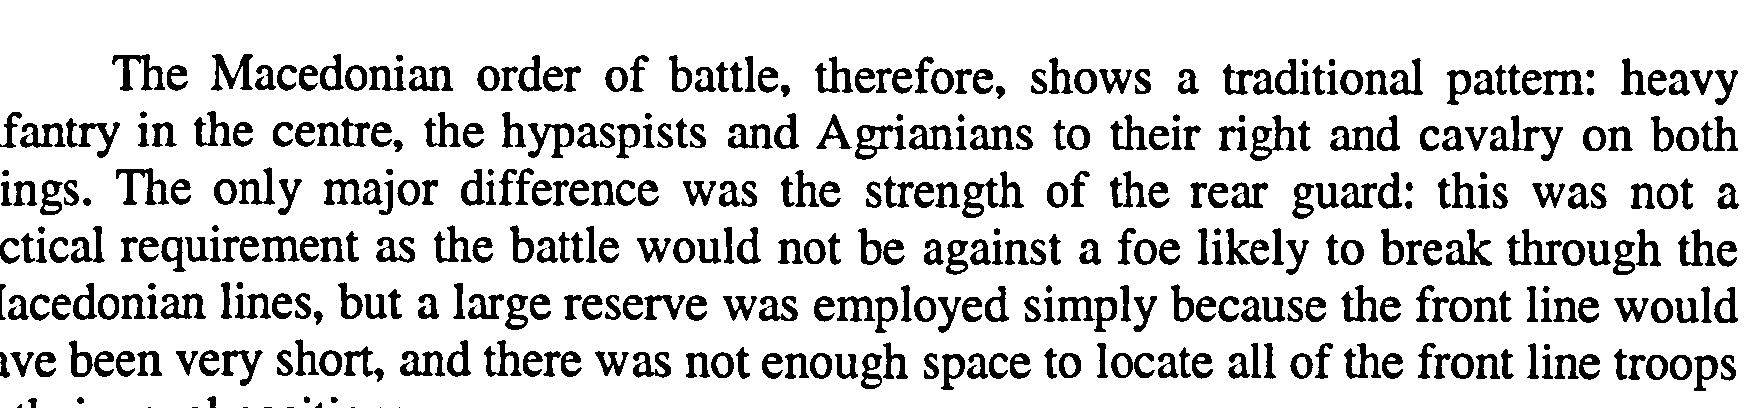 The Macedonian order of battle, therefore, shows a traditional pattern: heavy
fantry in the centre, the hypaspists and Agrianians to their right and cavalry on both
ings. The only major difference was the strength of the rear guard: this was not a
ctical requirement as the battle would not be against a foe likely to break through the
acedonian lines, but a large reserve was employed simply because the front line would
ve been very short, and there was not enough space to locate all of the front line troops